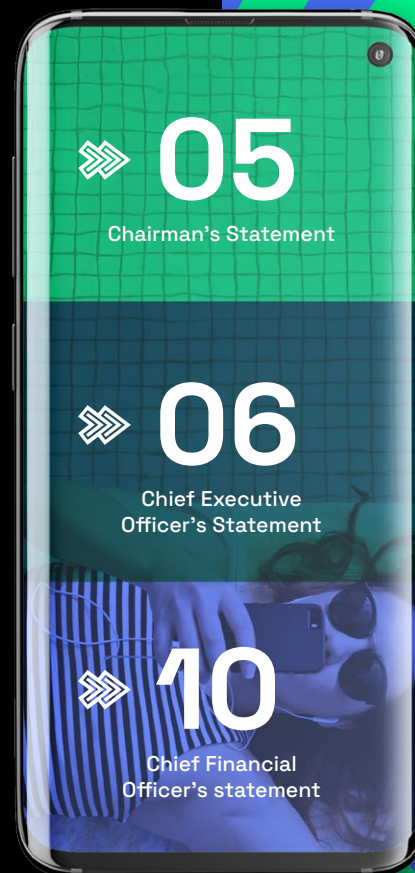 05
Chairman's Statement
06
Chief Executive
Officer's Statement
10
Chief Financial
Officer's statement